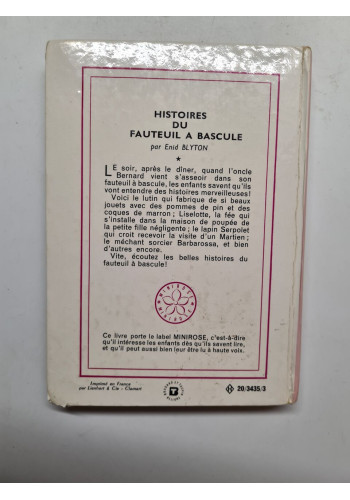 HISTOIRES
DU
FAUTEUIL A BASCULE
par Enid BLYTON
*
LE soir, après le dîner, quand l'oncle
Bernard vient s'asseoir dans son
fauteuil à bascule, les enfants savent qu'ils
vont entendre des histoires merveilleuses!
Voici le lutin qui fabrique de si beaux
jouets avec des pommes de pin et des
coques de marron; Liselotte, la fée qui
s'installe dans la maison de poupée de
la petite fille négligente; le lapin Serpolet
qui croit recevoir la visite d'un Martien;
le méchant sorcier Barbarossa, et bien
d'autres encore.
Vite, écoutez les belles histoires du
fauteuil à bascule!
MINIROSE
Ce livre porte le label MINIROSE, c'est-à-dire
qu'il intéresse les enfants dès qu'ils savent lire,
et qu'il peut aussi bien leur être lu à haute voix.
Imprimé en France
par Lienhart & Cie - Clamart
T
H 20/3435/3